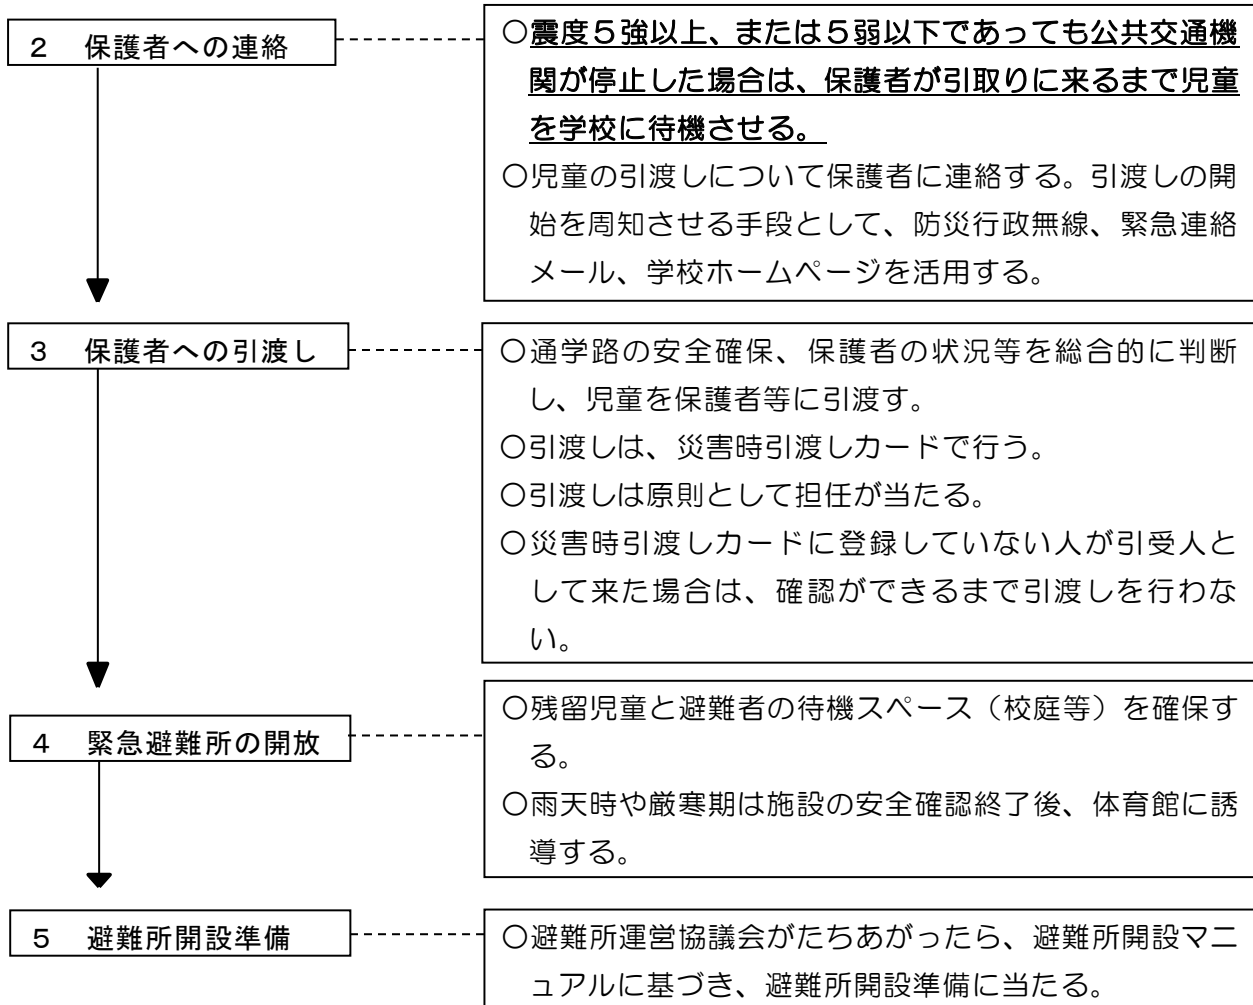 ２　保護者への連絡
○震度５強以上、または５弱以下であっても公共交通機
関が停止した場合は、保護者が引取りに来るまで児童
を学校に待機させる。
○児童の引渡しについて保護者に連絡する。引渡しの開
始を周知させる手段として、防災行政無線、緊急連絡
メール、学校ホームページを活用する。
３　保護者への引渡し
○通学路の安全確保、保護者の状況等を総合的に判断
し、児童を保護者等に引渡す。
○引渡しは、災害時引渡しカードで行う。
○引渡しは原則として担任が当たる。
○災害時引渡しカードに登録していない人が引受人と
して来た場合は、確認ができるまで引渡しを行わな
い。
４　緊急避難所の開放
○残留児童と避難者の待機スペース（校庭等）を確保す
る。
○雨天時や厳寒期は施設の安全確認終了後、体育館に誘
導する。
５　避難所開設準備
○避難所運営協議会がたちあがったら、避難所開設マニ
ュアルに基づき、避難所開設準備に当たる。